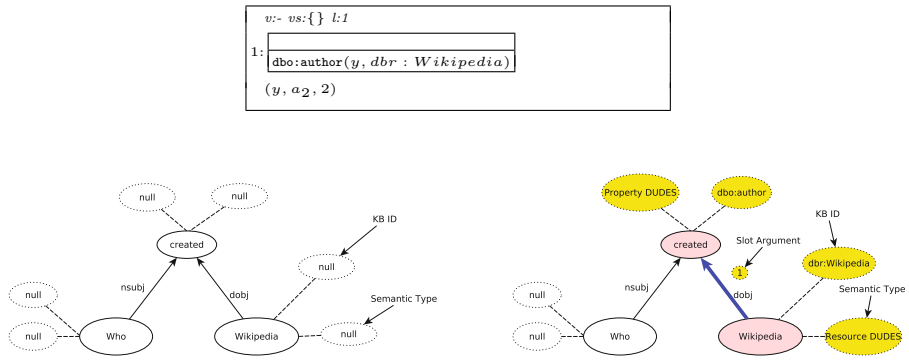 v:- vs:{} l:1
1:
dbo:author(y, dbr : Wikipedia)
(y, a₂, 2)
null
null
KB ID
created
null
nsubj
dobj
Semantic Type
null
null
Who
Wikipedia
null
Property DUDES
dbo:author
KB ID
created
Slot Argument
1
dbr:Wikipedia
nsubj
dobj
Semantic Type
null
null
Who
Wikipedia
Resource DUDES